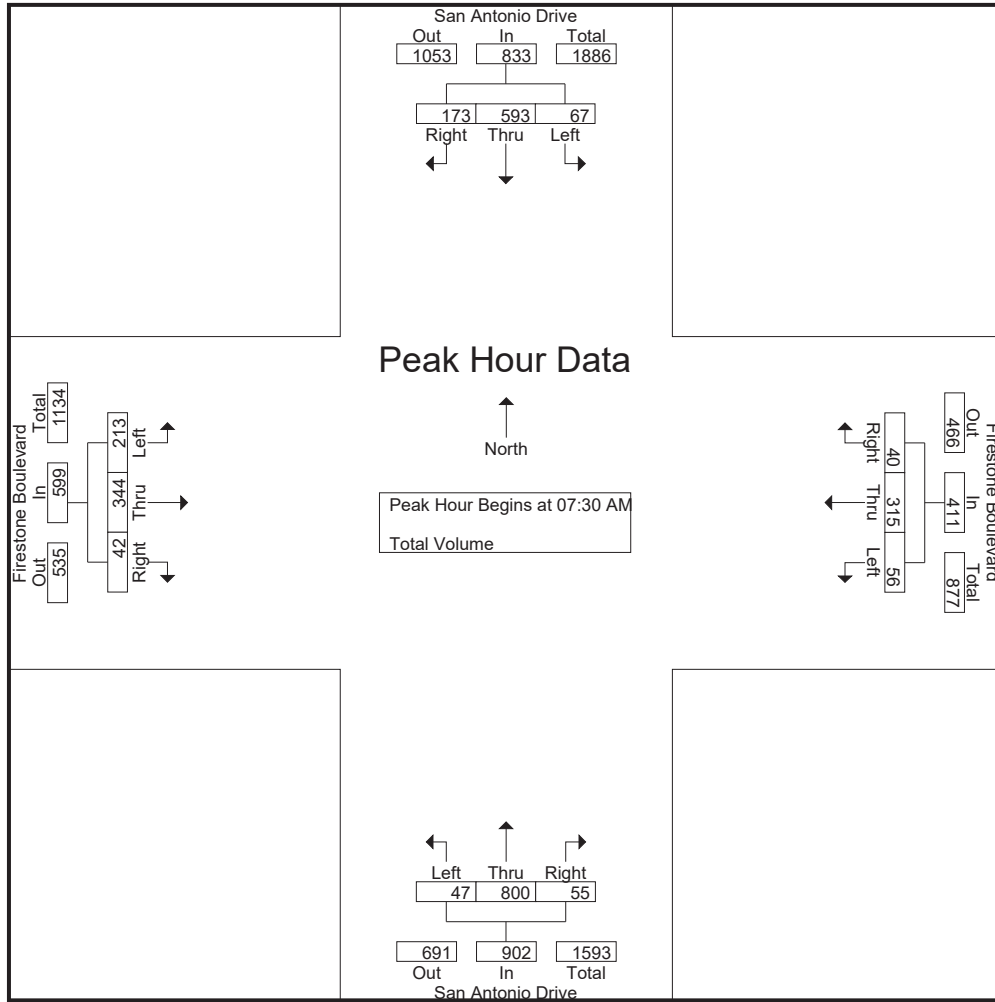 San Antonio Drive
Out In Total
1053 833 1886
173 593 67
Right Thru Left
Peak Hour Data
North
Peak Hour Begins at 07:30 AM
Total Volume
Firestone Boulevard
Out In Total
535 599 1134
42 344 213
Right Thru Left
Firestone Boulevard
Out In Total
466 411 877
40 315 56
Right Thru Left
Left Thru Right
47 800 55
691 902 1593
Out In Total
San Antonio Drive